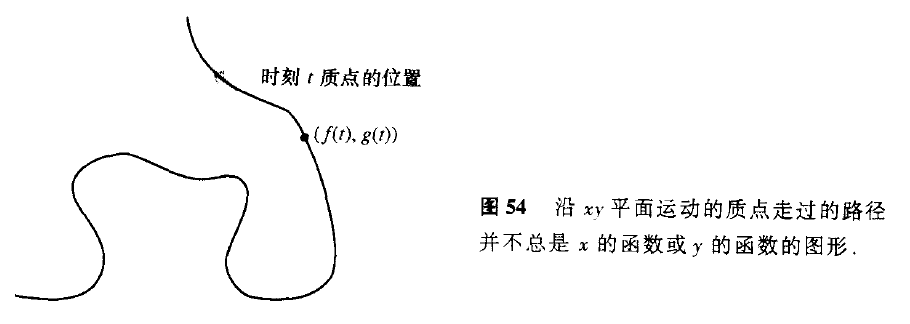 时刻 t 质点的位置
(f(t), g(t))
图 54 沿 xy 平面运动的质点走过的路径
并不总是 x 的函数或 y 的函数的图形.